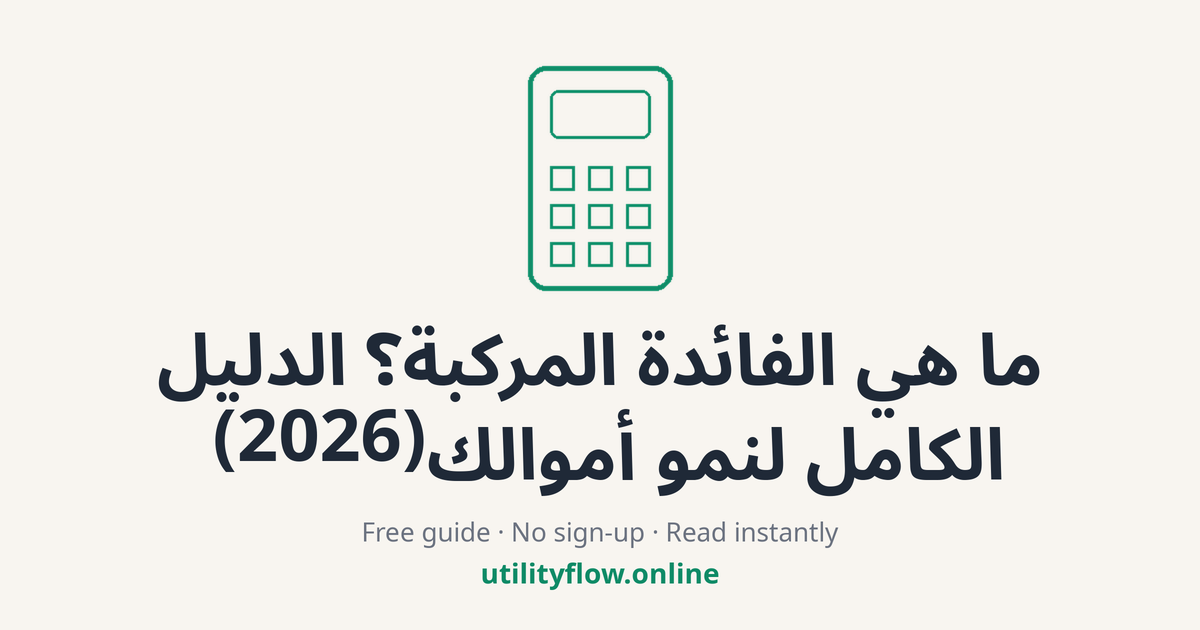 ما هي الفائدة المركبة؟ الدليل
الكامل لنمو أموالك(2026)
Free guide · No sign-up · Read instantly
utilityflow.online